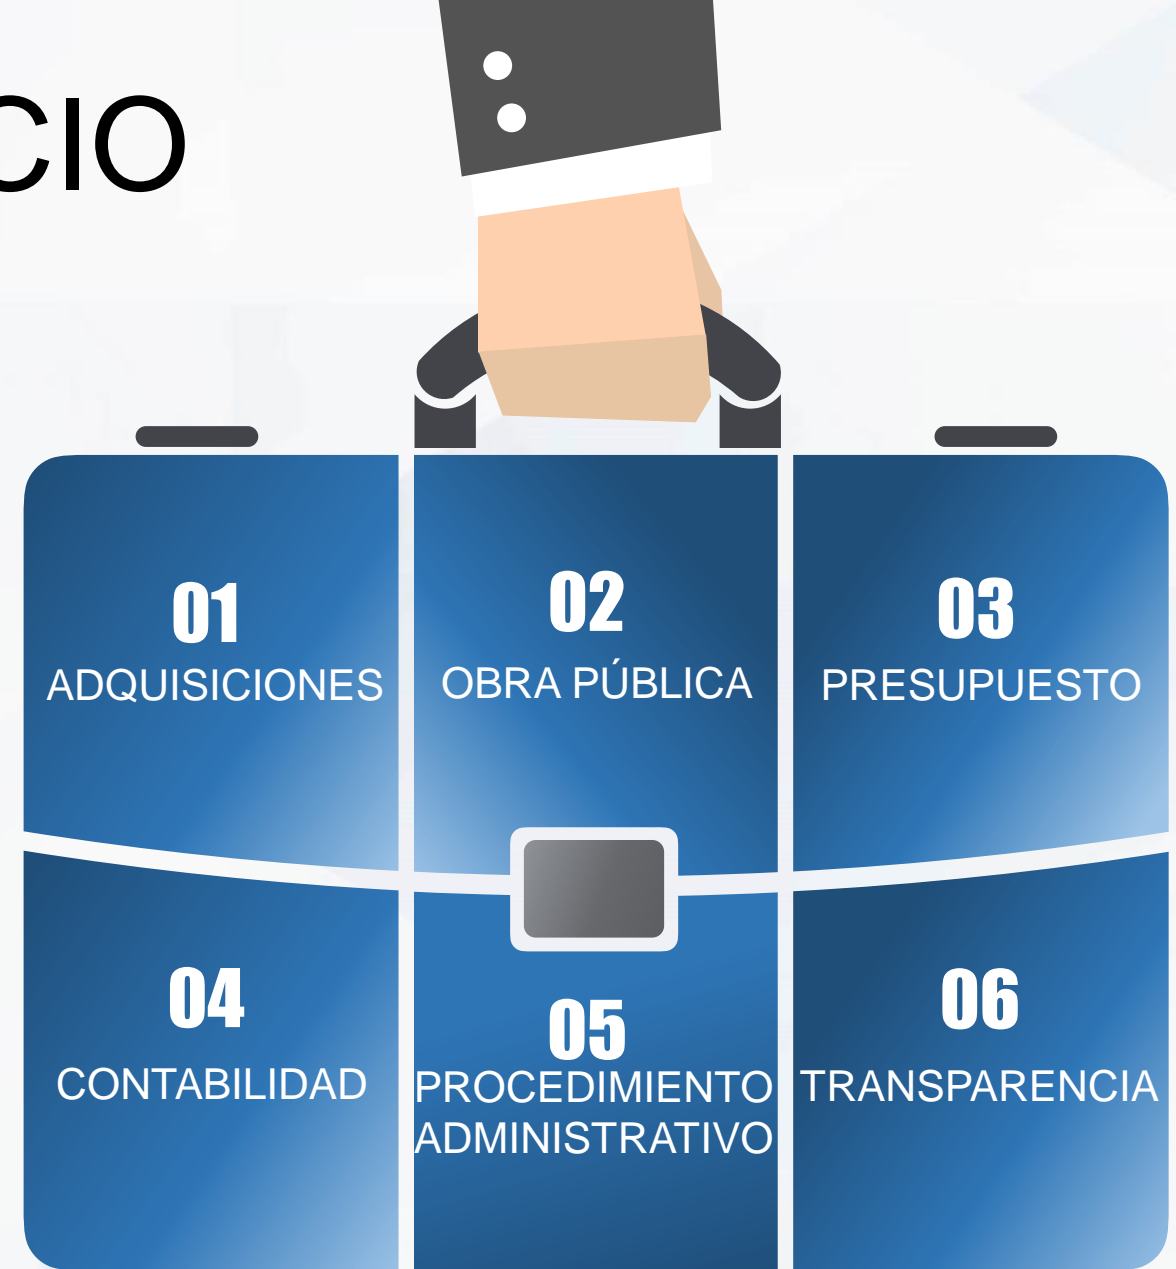 CIO
01
ADQUISICIONES
02
OBRA PÚBLICA
03
PRESUPUESTO
04
CONTABILIDAD
05
PROCEDIMIENTO
ADMINISTRATIVO
06
TRANSPARENCIA